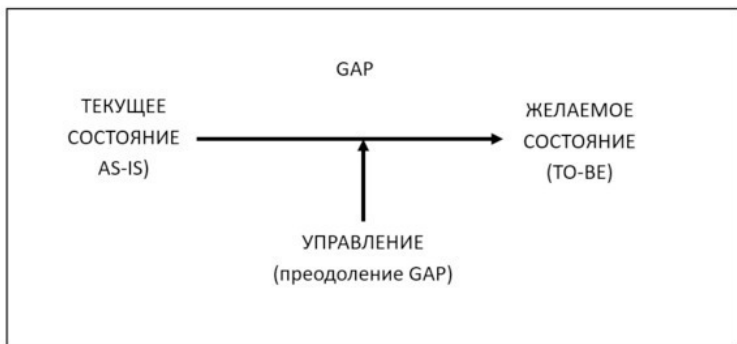 GAP
ТЕКУЩЕЕ
СОСТОЯНИЕ
AS-IS)
ЖЕЛАЕМОЕ
СОСТОЯНИЕ
(TO-BE)
УПРАВЛЕНИЕ
(преодоление GAP)